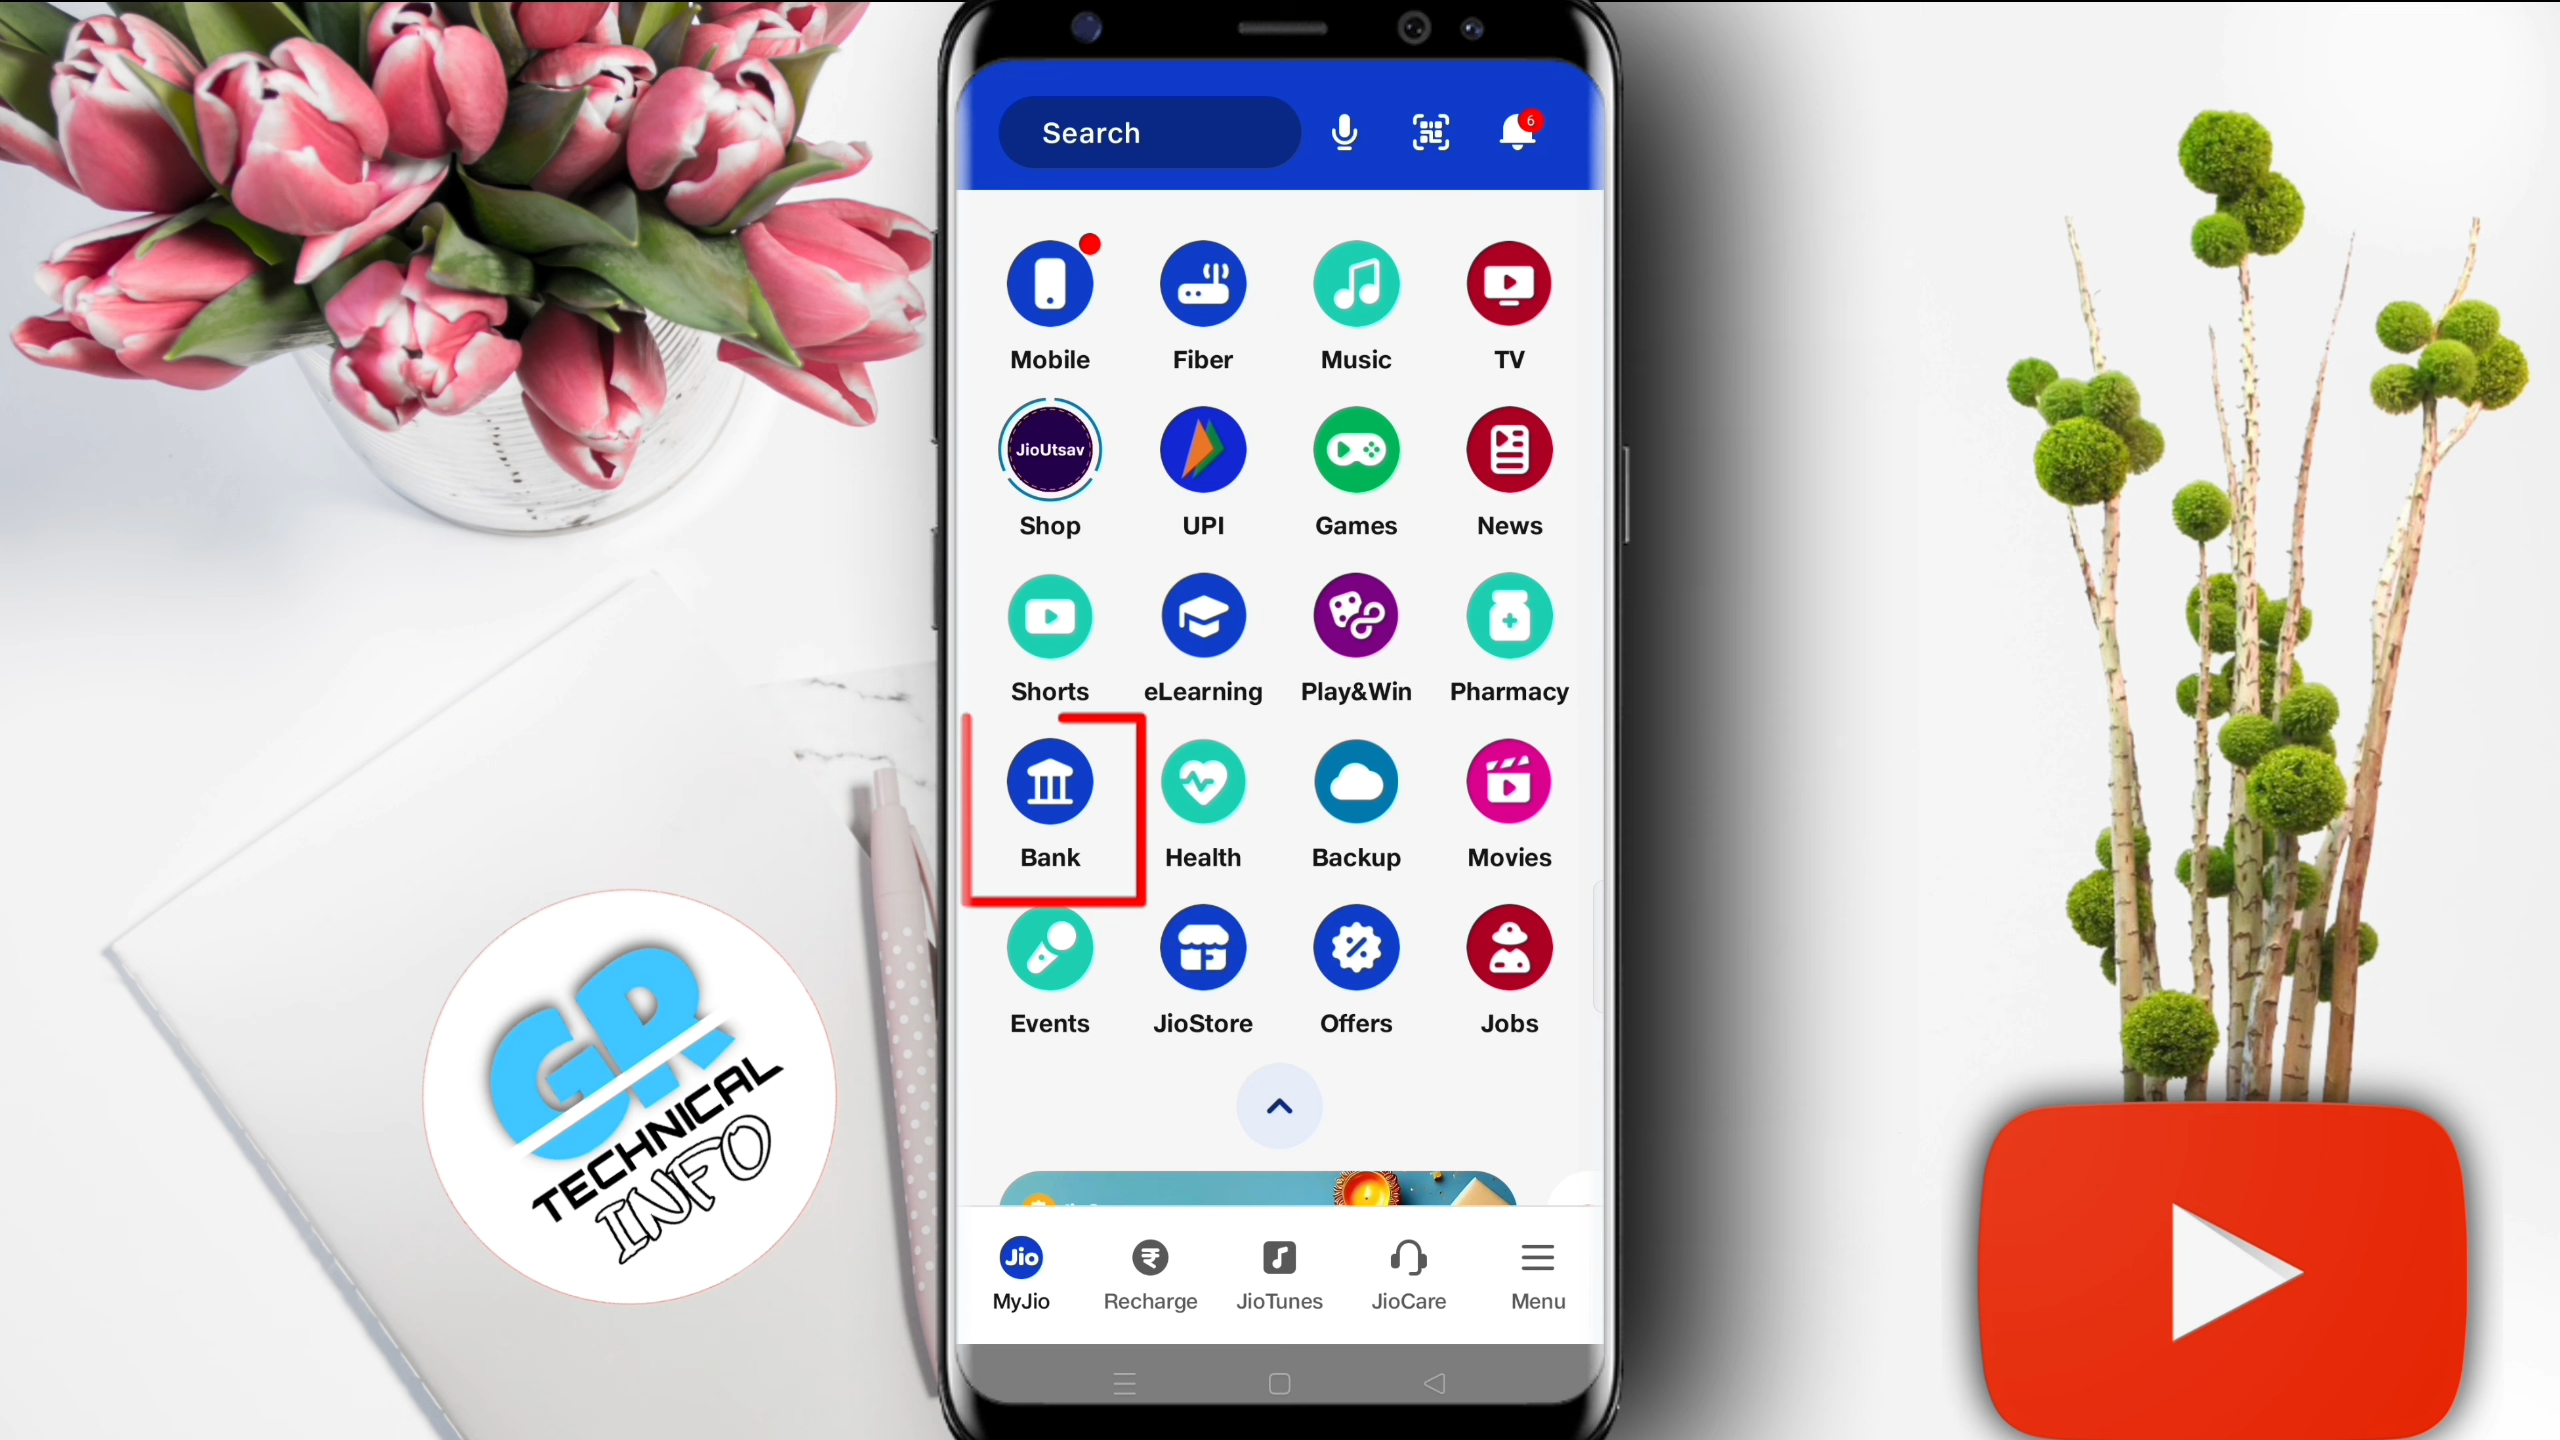 Search
6
Mobile
Fiber
Music
TV
JioUtsav
Shop
UPI
Games
News
Shorts
eLearning
Play&Win
Pharmacy
Bank
Health
Backup
Movies
Events
JioStore
Offers
Jobs
Jio
MyJio
Recharge
JioTunes
JioCare
Menu
GR
TECHNICAL
INFO